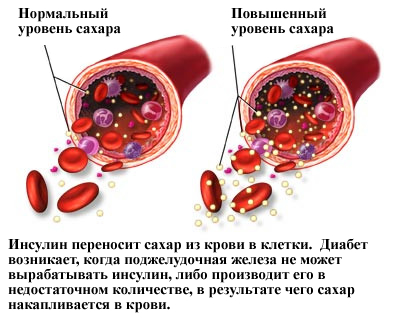 Нормальный
уровень сахара
Повышенный
уровень сахара
Инсулин переносит сахар из крови в клетки. Диабет
возникает, когда поджелудочная железа не может
вырабатывать инсулин, либо производит его в
недостаточном количестве, в результате чего сахар
накапливается в крови.